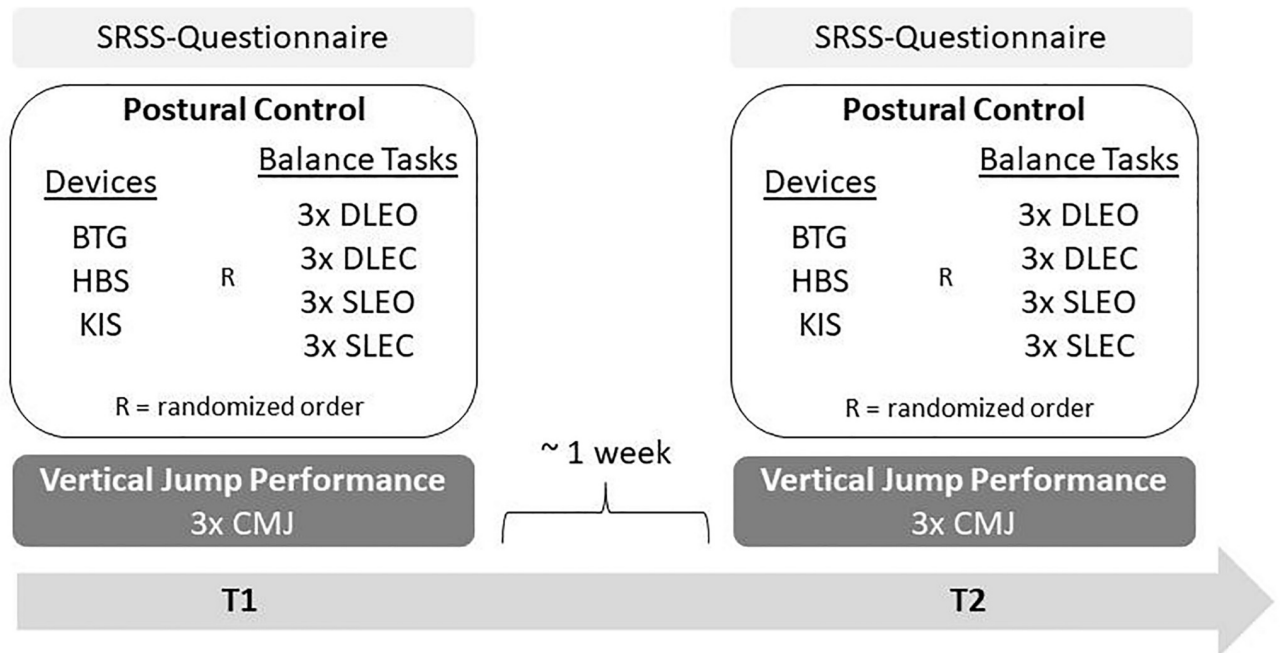 SRSS-Questionnaire
Postural Control
Devices
BTG
HBS
KIS
R
Balance Tasks
3x DLEO
3x DLEC
3x SLEO
3x SLEC
R = randomized order
Vertical Jump Performance
3x CMJ
~ 1 week
SRSS-Questionnaire
Postural Control
Devices
BTG
HBS
KIS
R
Balance Tasks
3x DLEO
3x DLEC
3x SLEO
3x SLEC
R = randomized order
Vertical Jump Performance
3x CMJ
T1
T2